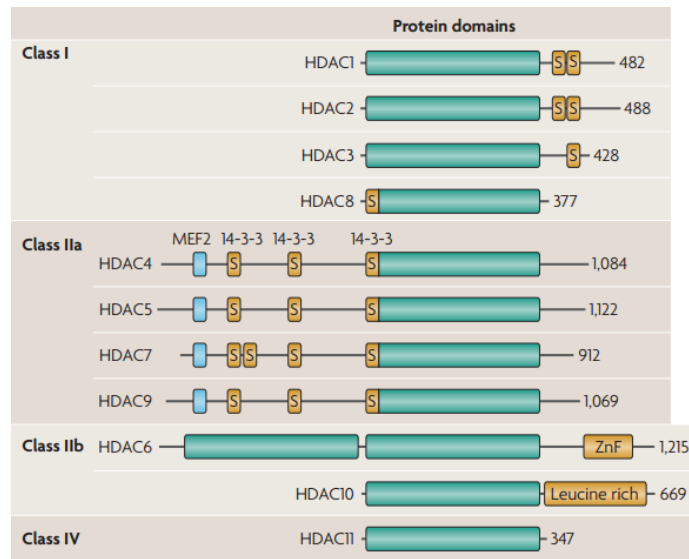 Protein domains
Class I
HDAC1 S S 482
HDAC2 S S 488
HDAC3 S 428
HDAC8 S 377
Class IIa
MEF2 14-3-3 14-3-3 14-3-3
HDAC4 S S S 1,084
HDAC5 S S S 1,122
HDAC7 S S S S 912
HDAC9 S S S 1,069
Class IIb HDAC6 ZnF 1,215
HDAC10 Leucine rich 669
Class IV HDAC11 347